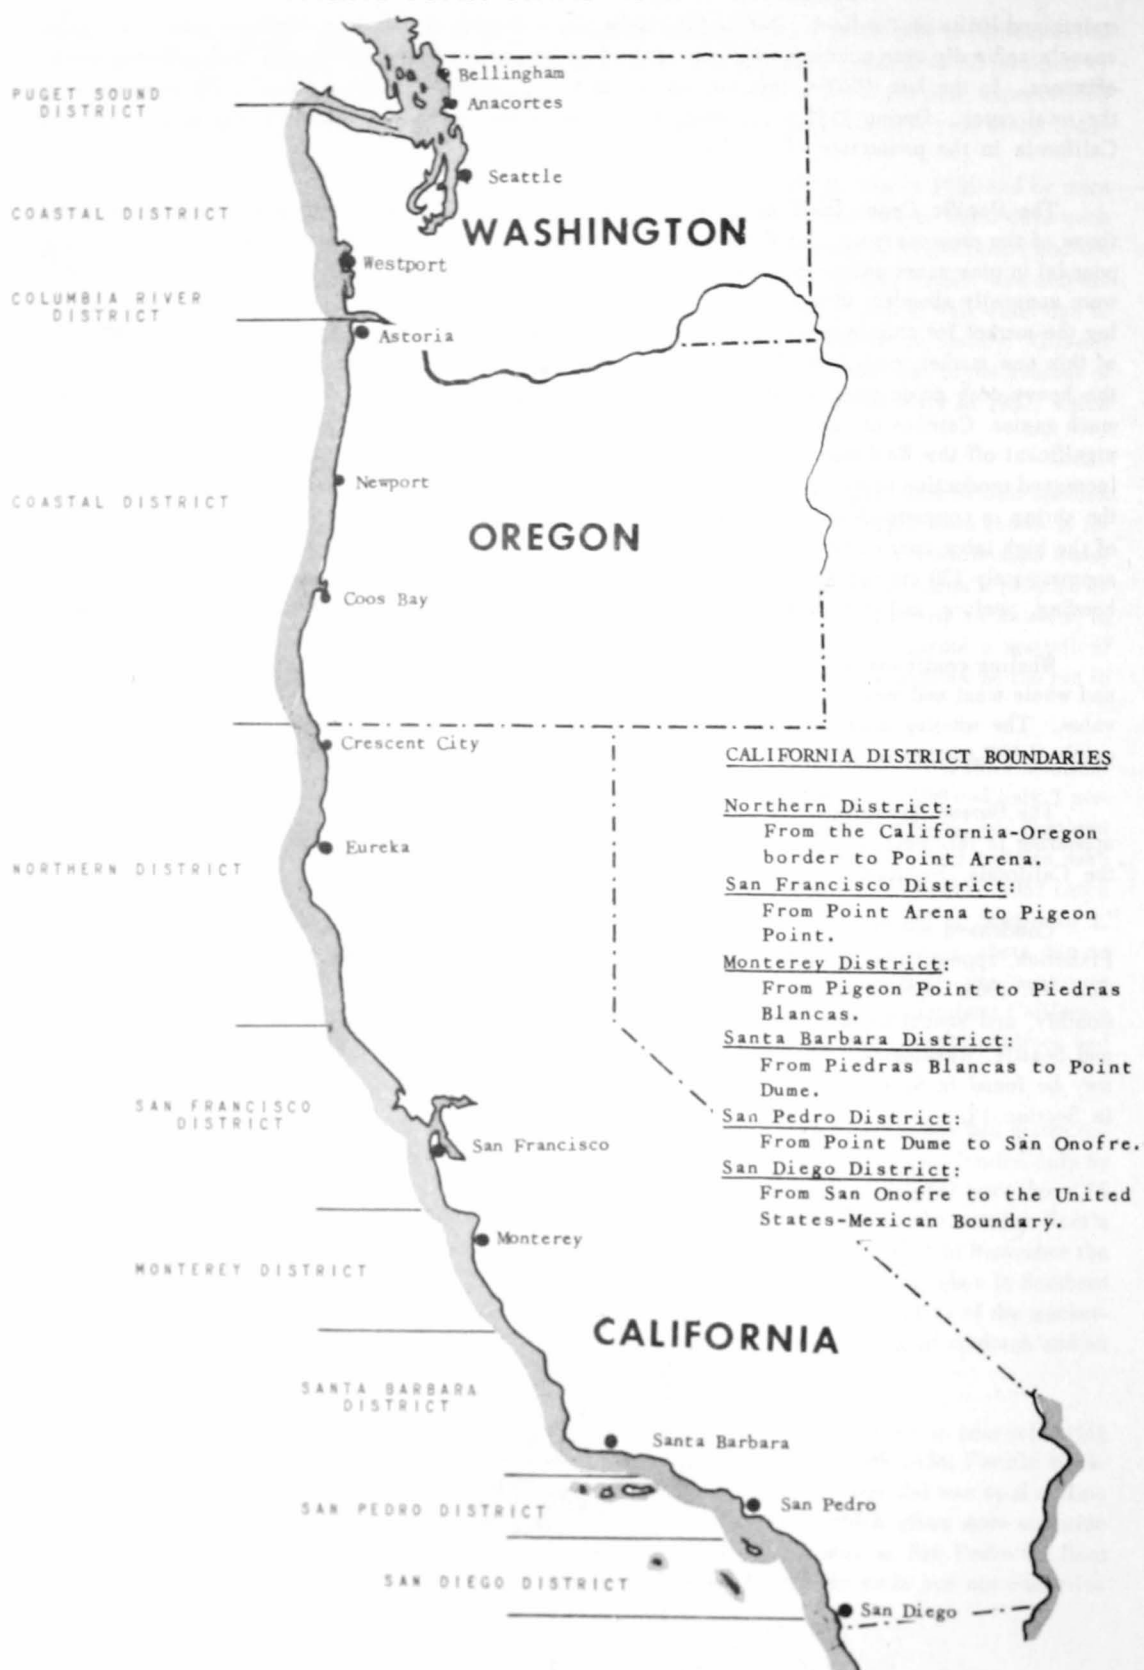 PUGET SOUND
DISTRICT
Bellingham
Anacortes
Seattle
WASHINGTON
COASTAL DISTRICT
Westport
COLUMBIA RIVER
DISTRICT
Astoria
COASTAL DISTRICT
Newport
OREGON
Coos Bay
Crescent City
Eureka
NORTHERN DISTRICT
CALIFORNIA DISTRICT BOUNDARIES
Northern District:
From the California-Oregon
border to Point Arena.
San Francisco District:
From Point Arena to Pigeon
Point.
Monterey District:
From Pigeon Point to Piedras
Blancas.
Santa Barbara District:
From Piedras Blancas to Point
Dume.
San Pedro District:
From Point Dume to San Onofre.
San Diego District:
From San Onofre to the United
States-Mexican Boundary.
SAN FRANCISCO
DISTRICT
San Francisco
Monterey
MONTEREY DISTRICT
CALIFORNIA
SANTA BARBARA
DISTRICT
Santa Barbara
SAN PEDRO DISTRICT
San Pedro
SAN DIEGO DISTRICT
San Diego